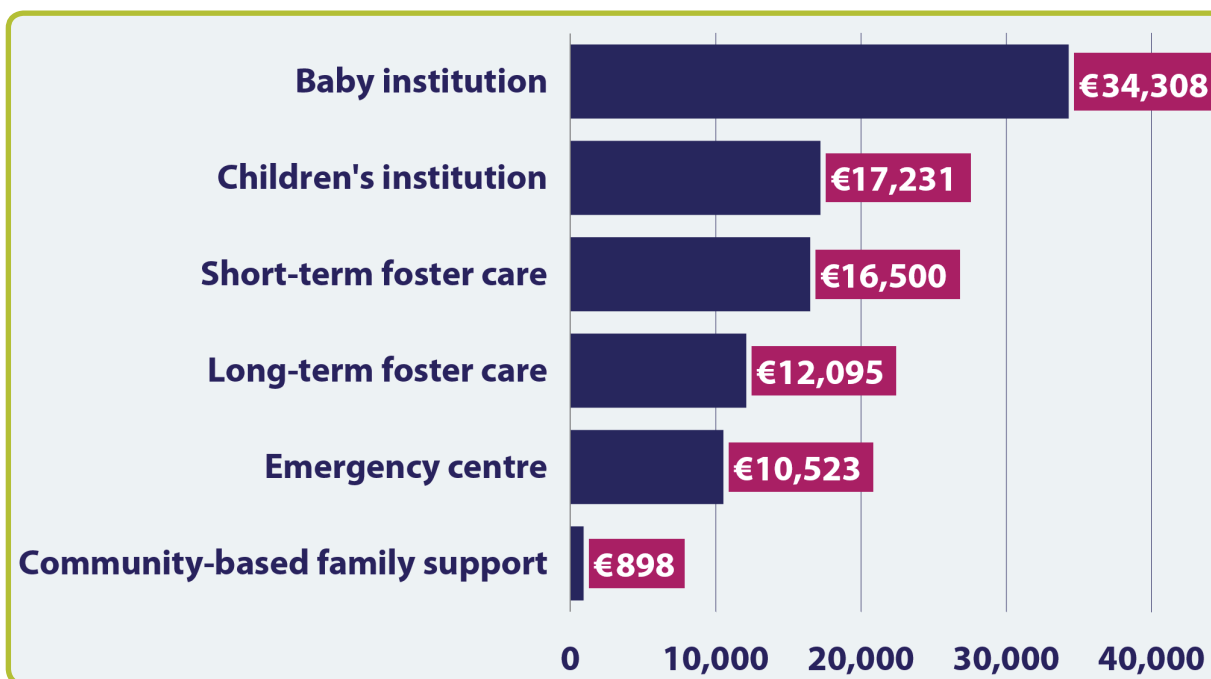 Baby institution €34,308
Children's institution €17,231
Short-term foster care €16,500
Long-term foster care €12,095
Emergency centre €10,523
Community-based family support €898
0 10,000 20,000 30,000 40,000